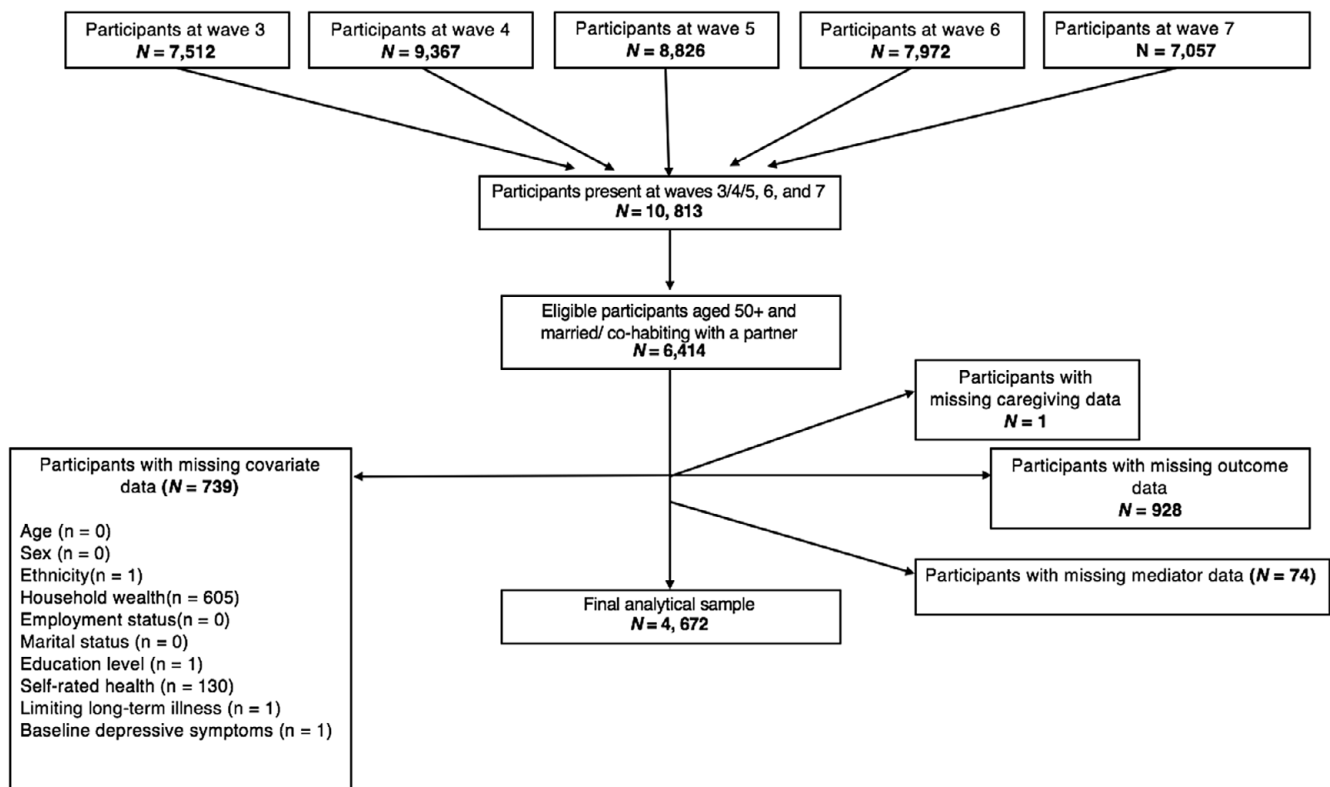 Participants at wave 3
N = 7,512
Participants at wave 4
N = 9,367
Participants at wave 5
N = 8,826
Participants at wave 6
N = 7,972
Participants at wave 7
N = 7,057
Participants present at waves 3/4/5, 6, and 7
N = 10, 813
Eligible participants aged 50+ and
married/ co-habiting with a partner
N = 6,414
Participants with
missing caregiving data
N = 1
Participants with missing covariate
data (N = 739)
Age (n = 0)
Sex (n = 0)
Ethnicity(n = 1)
Household wealth(n = 605)
Employment status(n = 0)
Marital status (n = 0)
Education level (n = 1)
Self-rated health (n = 130)
Limiting long-term illness (n = 1)
Baseline depressive symptoms (n = 1)
Participants with missing outcome
data
N = 928
Participants with missing mediator data (N = 74)
Final analytical sample
N = 4, 672